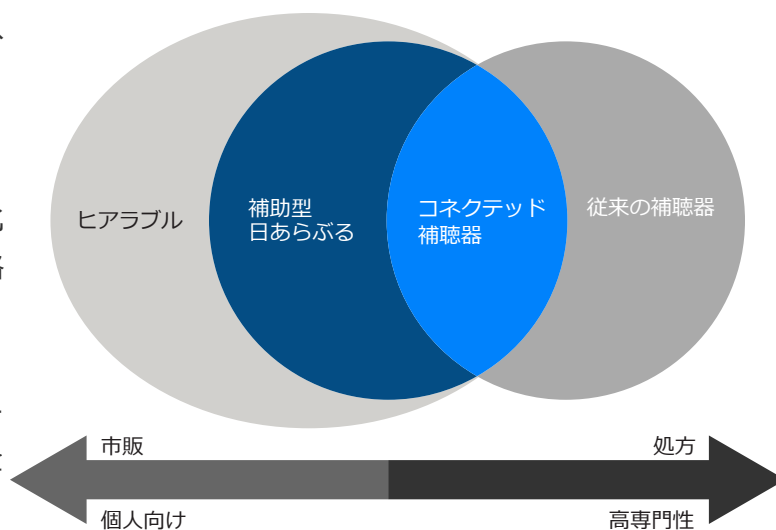 ヒアラブル
補助型
日あらぶる
コネクテッド
補聴器
従来の補聴器
市販
処方
個人向け
高専門性